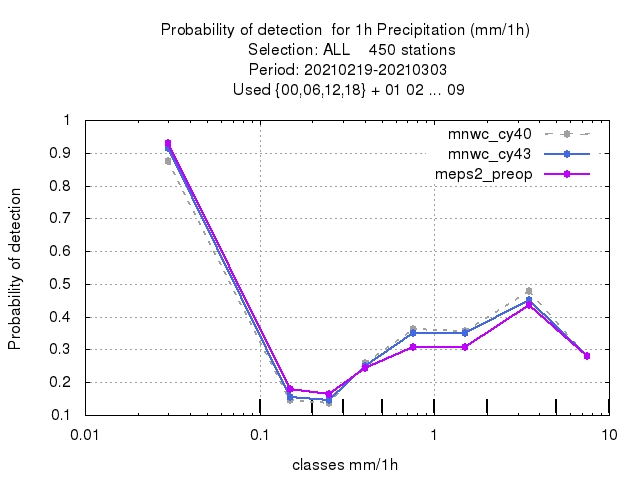 Probability of detection  for 1h Precipitation (mm/1h)
Selection: ALL    450 stations
Period: 20210219-20210303
Used {00,06,12,18} + 01 02 ... 09
mnwc_cy40
mnwc_cy43
meps2_preop
Probability of detection
1
0.9
0.8
0.7
0.6
0.5
0.4
0.3
0.2
0.1
0.01
0.1
1
10
classes mm/1h